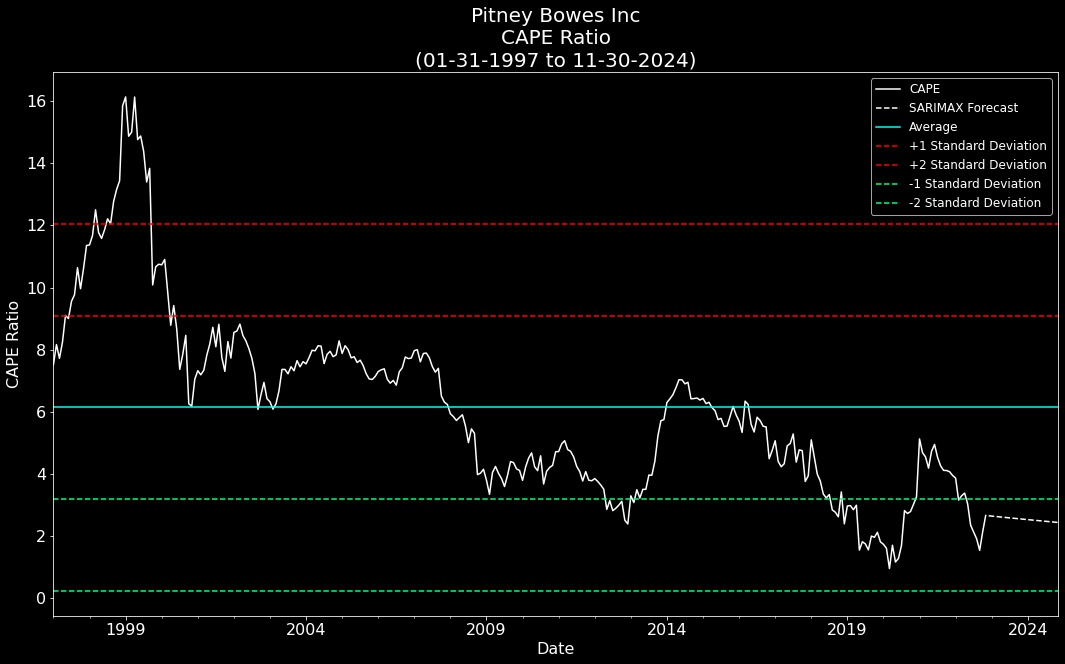 Pitney Bowes Inc
CAPE Ratio
(01-31-1997 to 11-30-2024)
CAPE
SARIMAX Forecast
Average
+1 Standard Deviation
+2 Standard Deviation
-1 Standard Deviation
-2 Standard Deviation
CAPE Ratio
16
14
12
10
8
6
4
2
0
1999
2004
2009
2014
2019
2024
Date